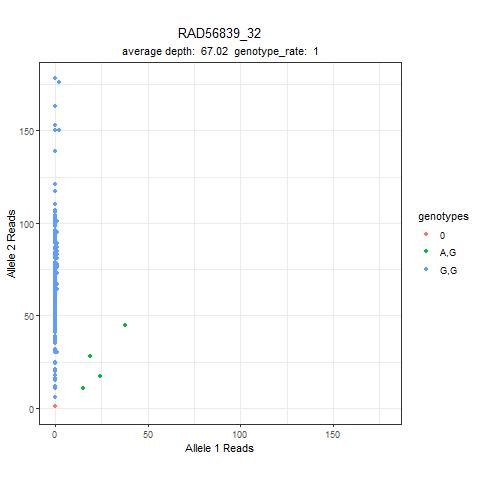 RAD56839_32
average depth: 67.02 genotype_rate: 1
150
100
50
0
Allele 2 Reads
0 50 100 150
Allele 1 Reads
genotypes
0
A,G
G,G